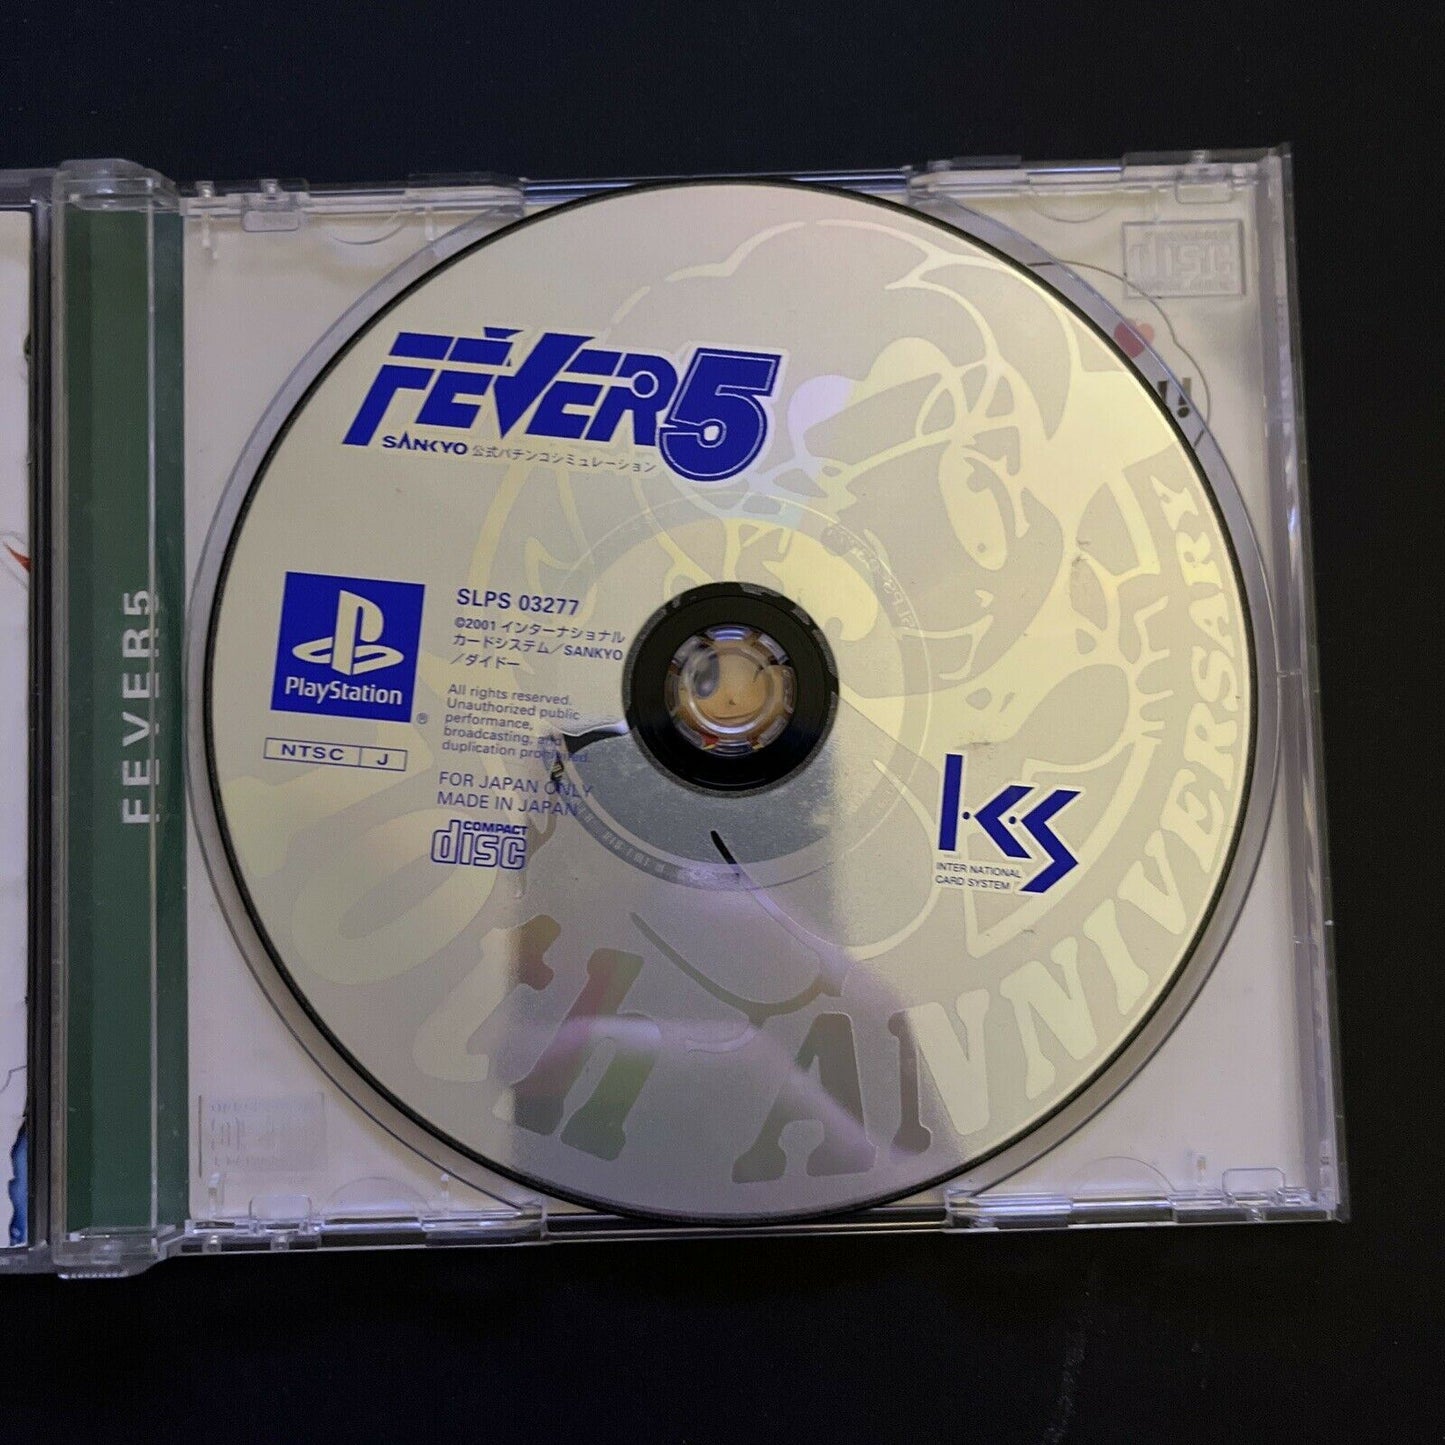 FEVER5
SANKYO 公式パチンコシミュレーション
PlayStation
®
NTSC J
SLPS 03277
©2001 インターナショナル
カードシステム／SANKYO
／ダイドー
All rights reserved.
Unauthorized public
performance,
broadcasting, and
duplication prohibited.
FOR JAPAN ONLY
MADE IN JAPAN
COMPACT
disc
I·K·S
INTER NATIONAL
CARD SYSTEM
th ANNIVERSARY
FEVER5
disc